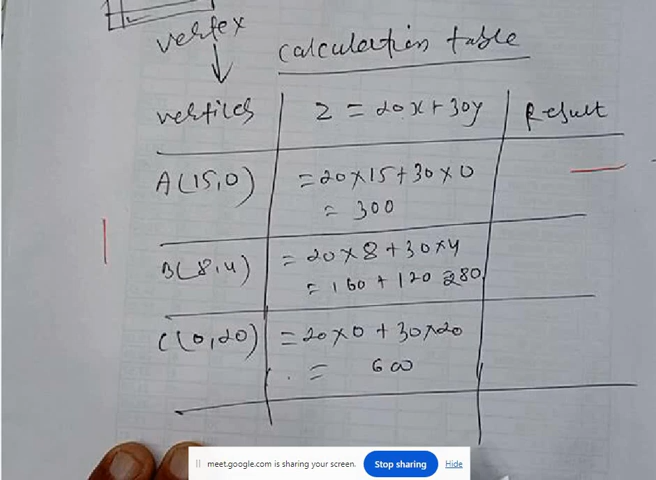 vertex
↓
calculation table
vertices Z = 20x + 30y Result
A(15,0) = 20×15 + 30×0
= 300
B(8,4) = 20×8 + 30×4
= 160 + 120 = 280
C(0,20) = 20×0 + 30×20
= 600
meet.google.com is sharing your screen. Stop sharing Hide